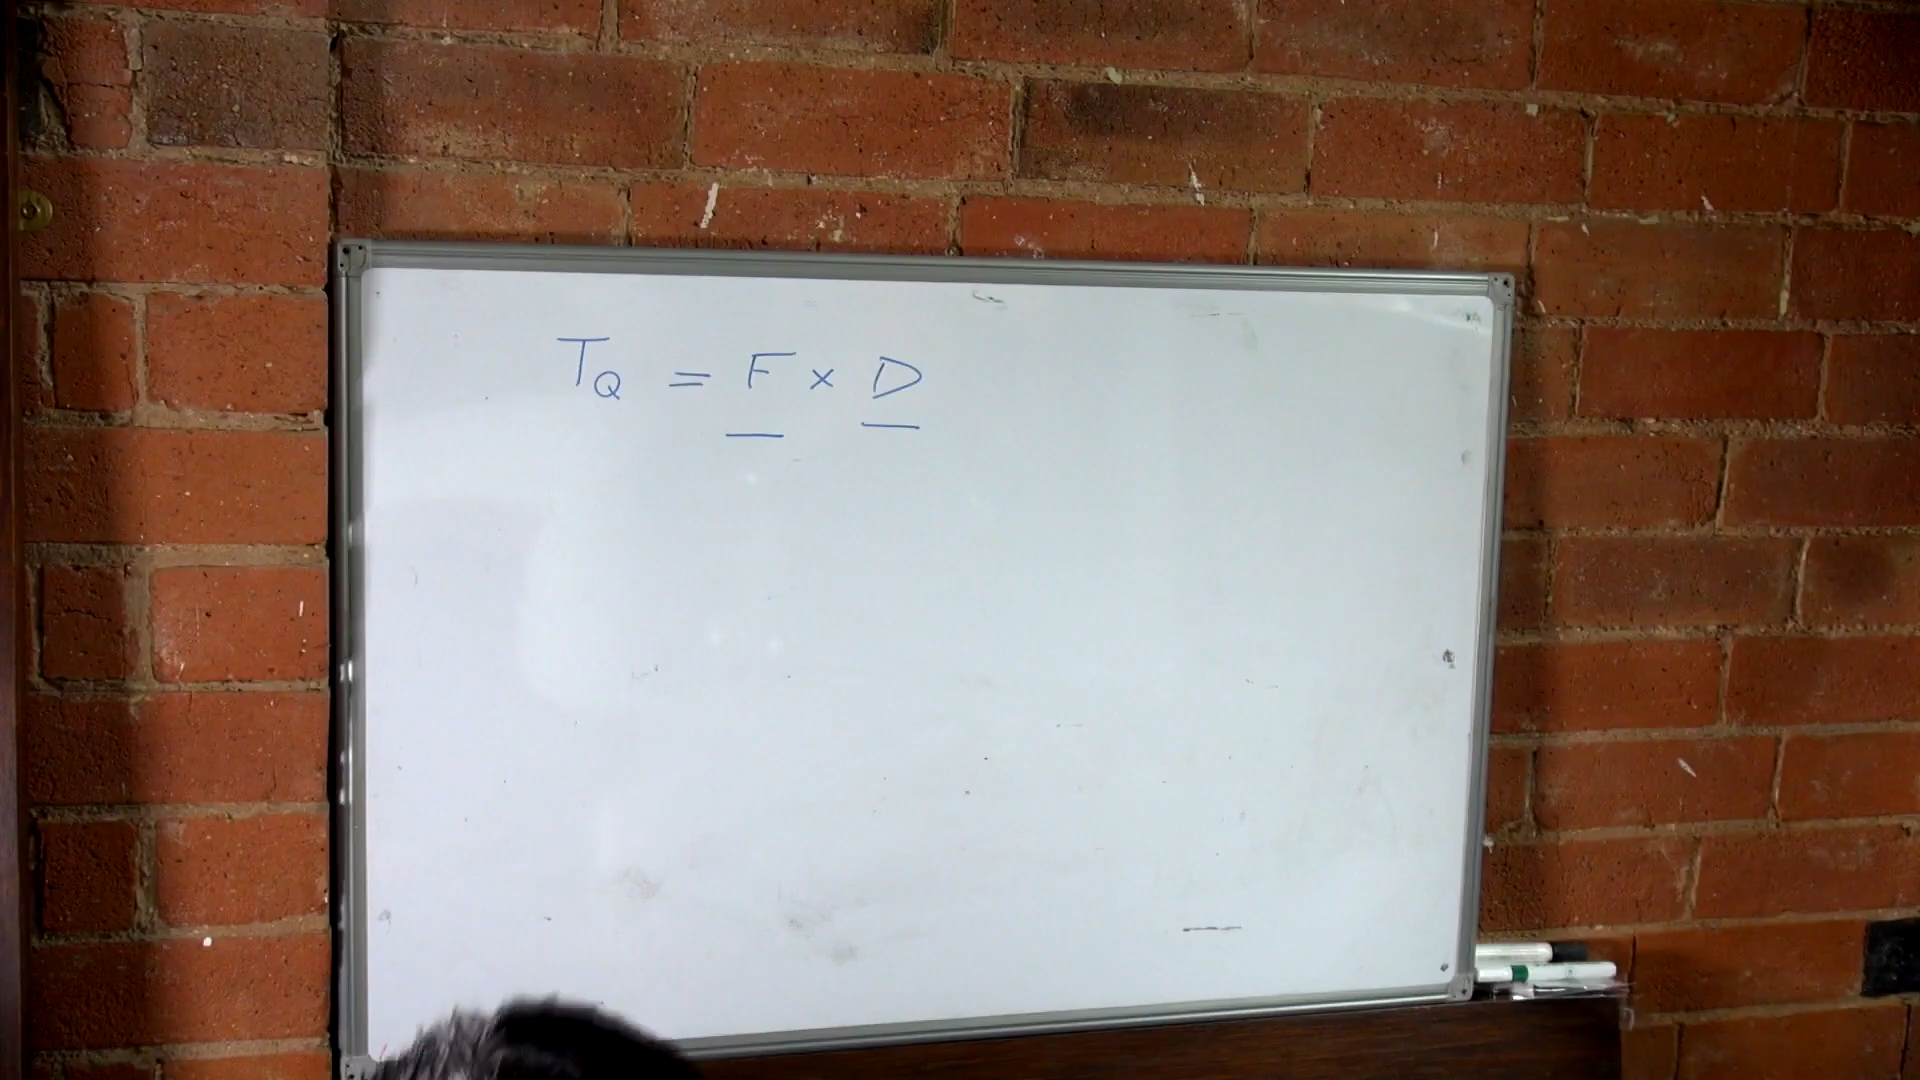 TQ = F × D